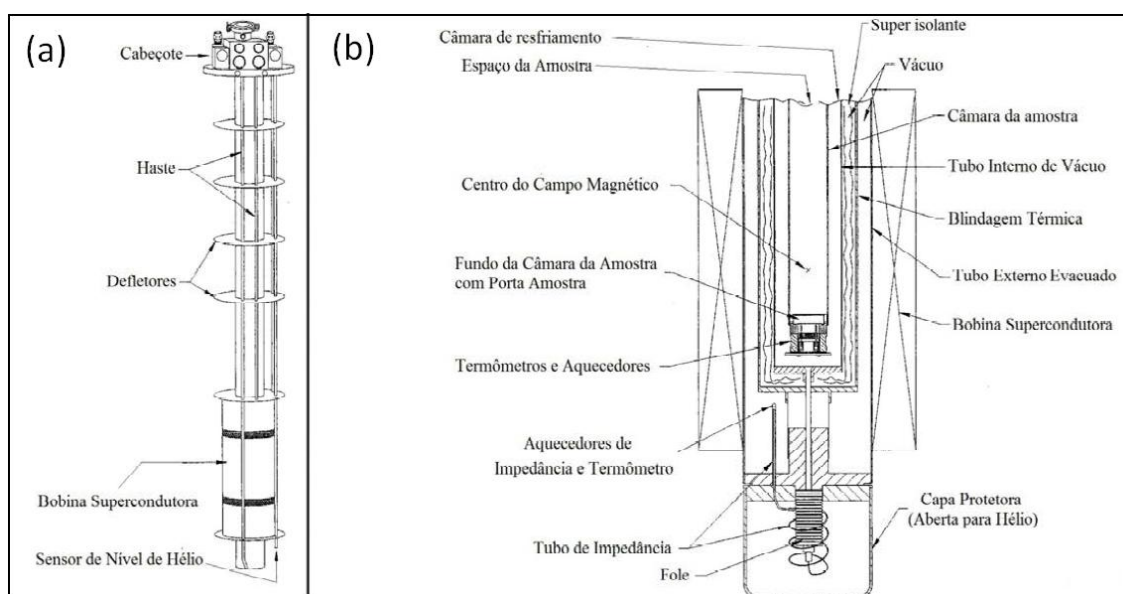 (a)
Cabeçote
Haste
Defletores
Bobina Supercondutora
Sensor de Nível de Hélio
(b)
Super isolante
Câmara de resfriamento
Espaço da Amostra
Vácuo
Câmara da amostra
Tubo Interno de Vácuo
Centro do Campo Magnético
Blindagem Térmica
Fundo da Câmara da Amostra
com Porta Amostra
Tubo Externo Evacuado
Bobina Supercondutora
Termômetros e Aquecedores
Aquecedores de
Impedância e Termômetro
Capa Protetora
(Aberta para Hélio)
Tubo de Impedância
Fole